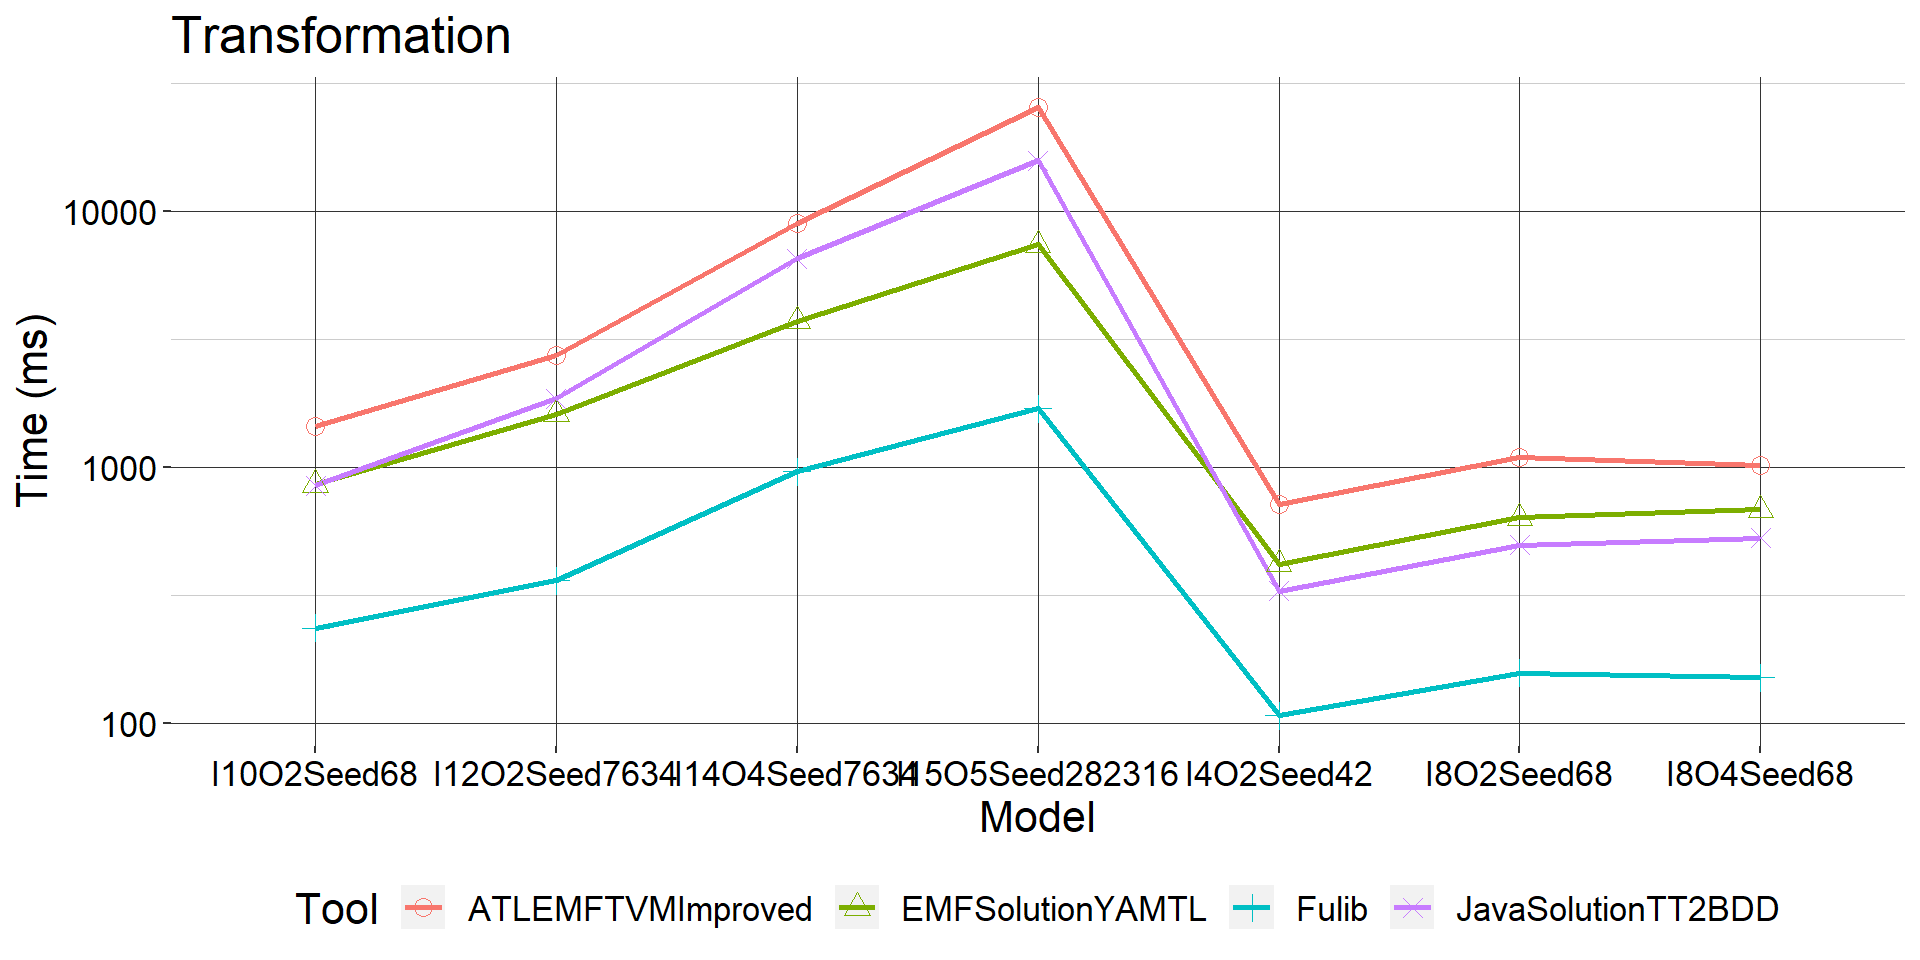 Transformation
Time (ms)
10000
1000
100
I10O2Seed68 I12O2Seed7634 I14O4Seed7634 I15O5Seed282316 I4O2Seed42 I8O2Seed68 I8O4Seed68
Model
Tool ATLEMFTVMImproved EMFSolutionYAMTL Fulib JavaSolutionTT2BDD